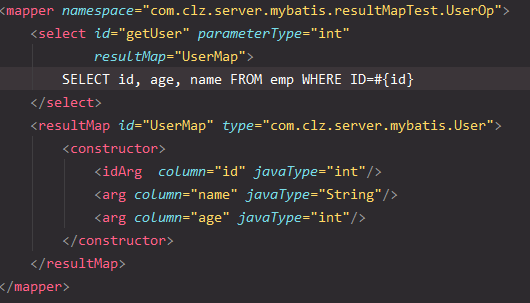 <mapper namespace="com.clz.server.mybatis.resultMapTest.UserOp">
<select id="getUser" parameterType="int"
resultMap="UserMap">
SELECT id, age, name FROM emp WHERE ID=#{id}
</select>
<resultMap id="UserMap" type="com.clz.server.mybatis.User">
<constructor>
<idArg  column="id" javaType="int"/>
<arg column="name" javaType="String"/>
<arg column="age" javaType="int"/>
</constructor>
</resultMap>
</mapper>